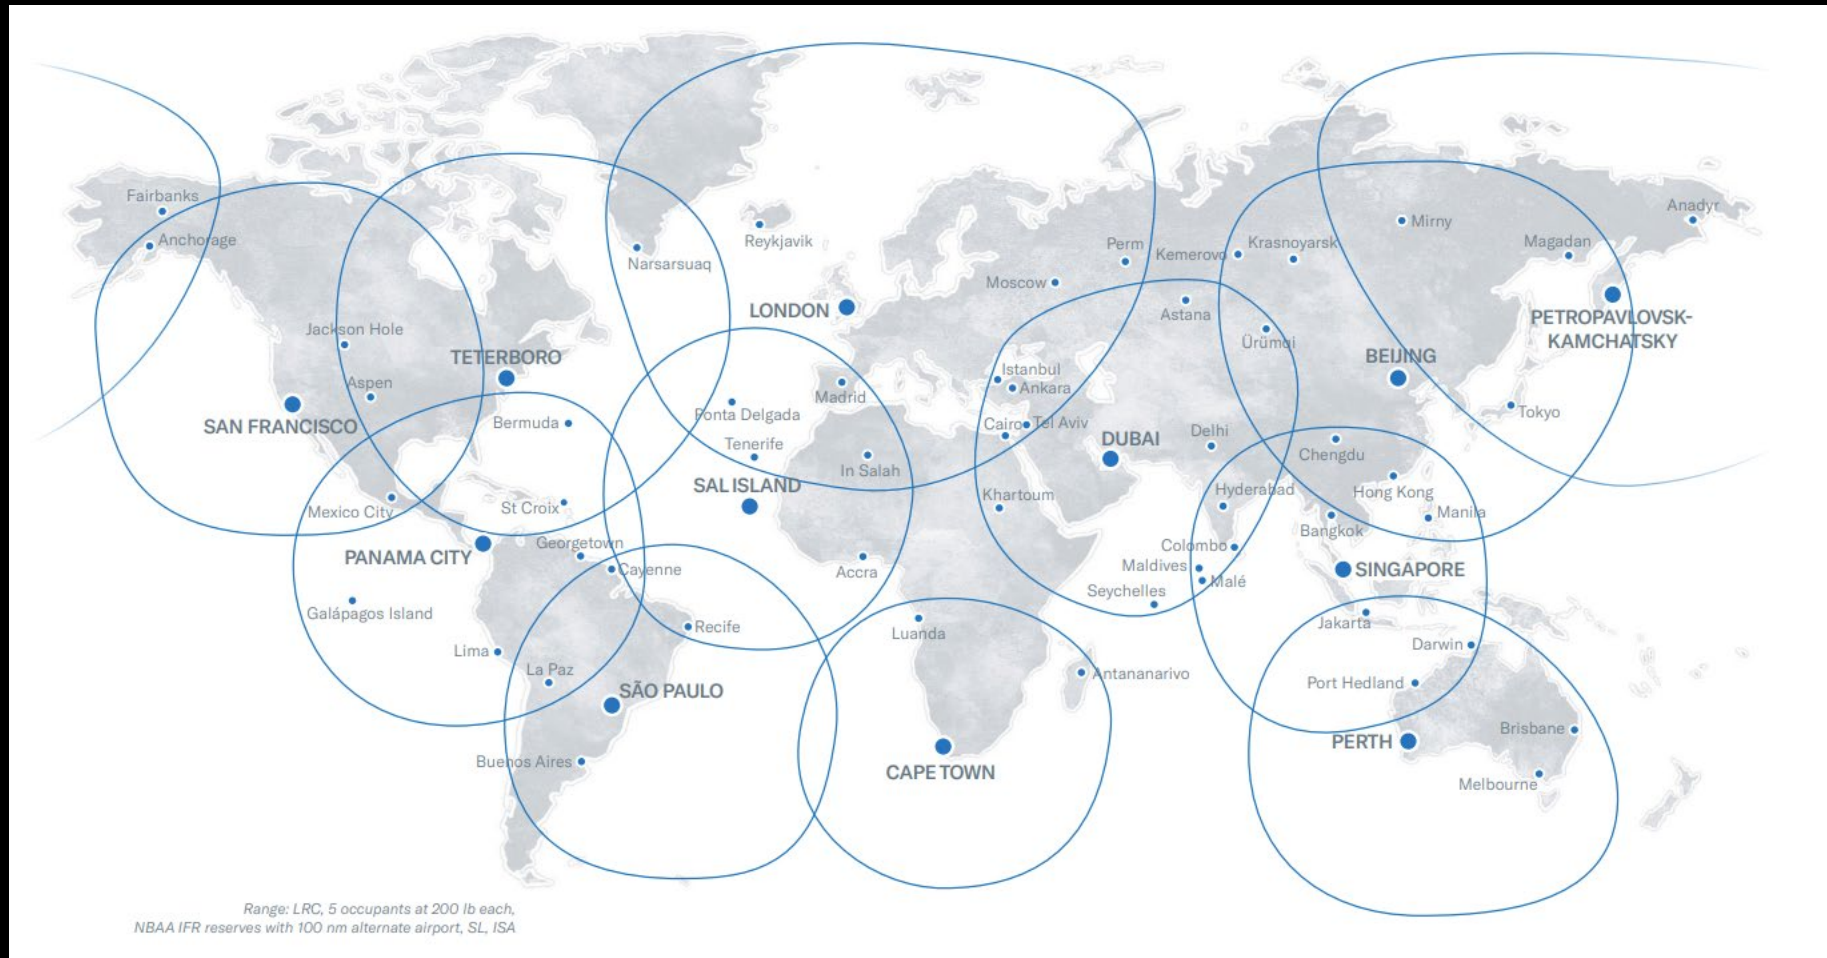 Fairbanks
Anchorage
Anadyr
Mirny
Magadan
Reykjavik
Narsarsuaq
Perm
Kemerovo
Krasnoyarsk
Moscow
LONDON
Astana
PETROPAVLOVSK-
KAMCHATSKY
Jackson Hole
TETERBORO
Ürümqi
BEIJING
Aspen
Istanbul
Ankara
Madrid
SAN FRANCISCO
Bermuda
Ponta Delgada
Cairo
Tel Aviv
Tokyo
DUBAI
Delhi
Tenerife
In Salah
Chengdu
SAL ISLAND
Khartoum
Hyderabad
Hong Kong
Mexico City
St Croix
Manila
Bangkok
PANAMA CITY
Georgetown
Colombo
Cayenne
Accra
Maldives
Malé
SINGAPORE
Seychelles
Galápagos Island
Jakarta
Recife
Luanda
Darwin
Lima
La Paz
Antananarivo
Port Hedland
SÃO PAULO
Brisbane
PERTH
Buenos Aires
CAPE TOWN
Melbourne
Range: LRC, 5 occupants at 200 lb each,
NBAA IFR reserves with 100 nm alternate airport, SL, ISA